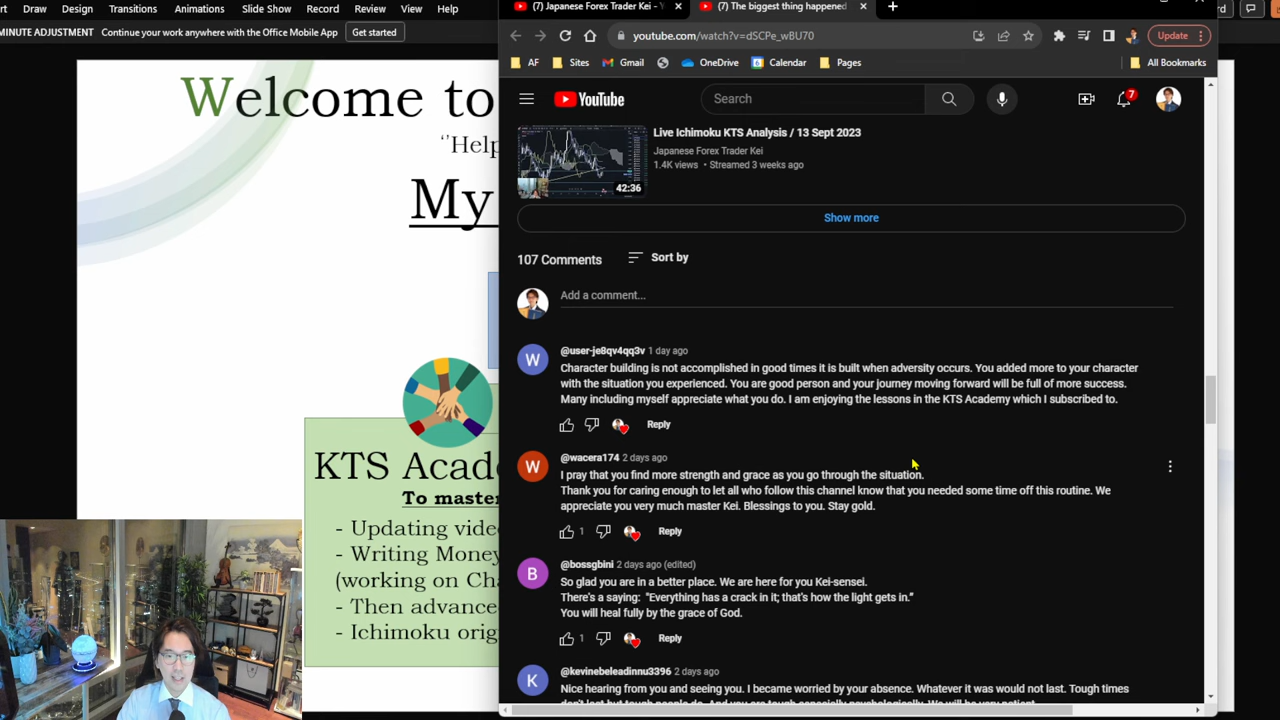 rt Draw Design Transitions Animations Slide Show Record Review View Help
MINUTE ADJUSTMENT Continue your work anywhere with the Office Mobile App Get started
Welcome to
‘’Help
My
KTS Acade
To master
- Updating video
- Writing Money
(working on Cha
- Then advance
- Ichimoku orig
(7) Japanese Forex Trader Kei - Y
(7) The biggest thing happened
youtube.com/watch?v=dSCPe_wBU70
Update
AF Sites Gmail OneDrive Calendar Pages All Bookmarks
YouTube
Search
7
Live Ichimoku KTS Analysis / 13 Sept 2023
Japanese Forex Trader Kei
1.4K views • Streamed 3 weeks ago
42:36
Show more
107 Comments Sort by
Add a comment...
W
@user-je8qv4qq3v 1 day ago
Character building is not accomplished in good times it is built when adversity occurs. You added more to your character
with the situation you experienced. You are good person and your journey moving forward will be full of more success.
Many including myself appreciate what you do. I am enjoying the lessons in the KTS Academy which I subscribed to.
Reply
W
@wacera174 2 days ago
I pray that you find more strength and grace as you go through the situation.
Thank you for caring enough to let all who follow this channel know that you needed some time off this routine. We
appreciate you very much master Kei. Blessings to you. Stay gold.
1 Reply
B
@bossgbini 2 days ago (edited)
So glad you are in a better place. We are here for you Kei-sensei.
There's a saying: "Everything has a crack in it; that's how the light gets in."
You will heal fully by the grace of God.
1 Reply
K
@kevinebeleadinnu3396 2 days ago
Nice hearing from you and seeing you. I became worried by your absence. Whatever it was would not last. Tough times